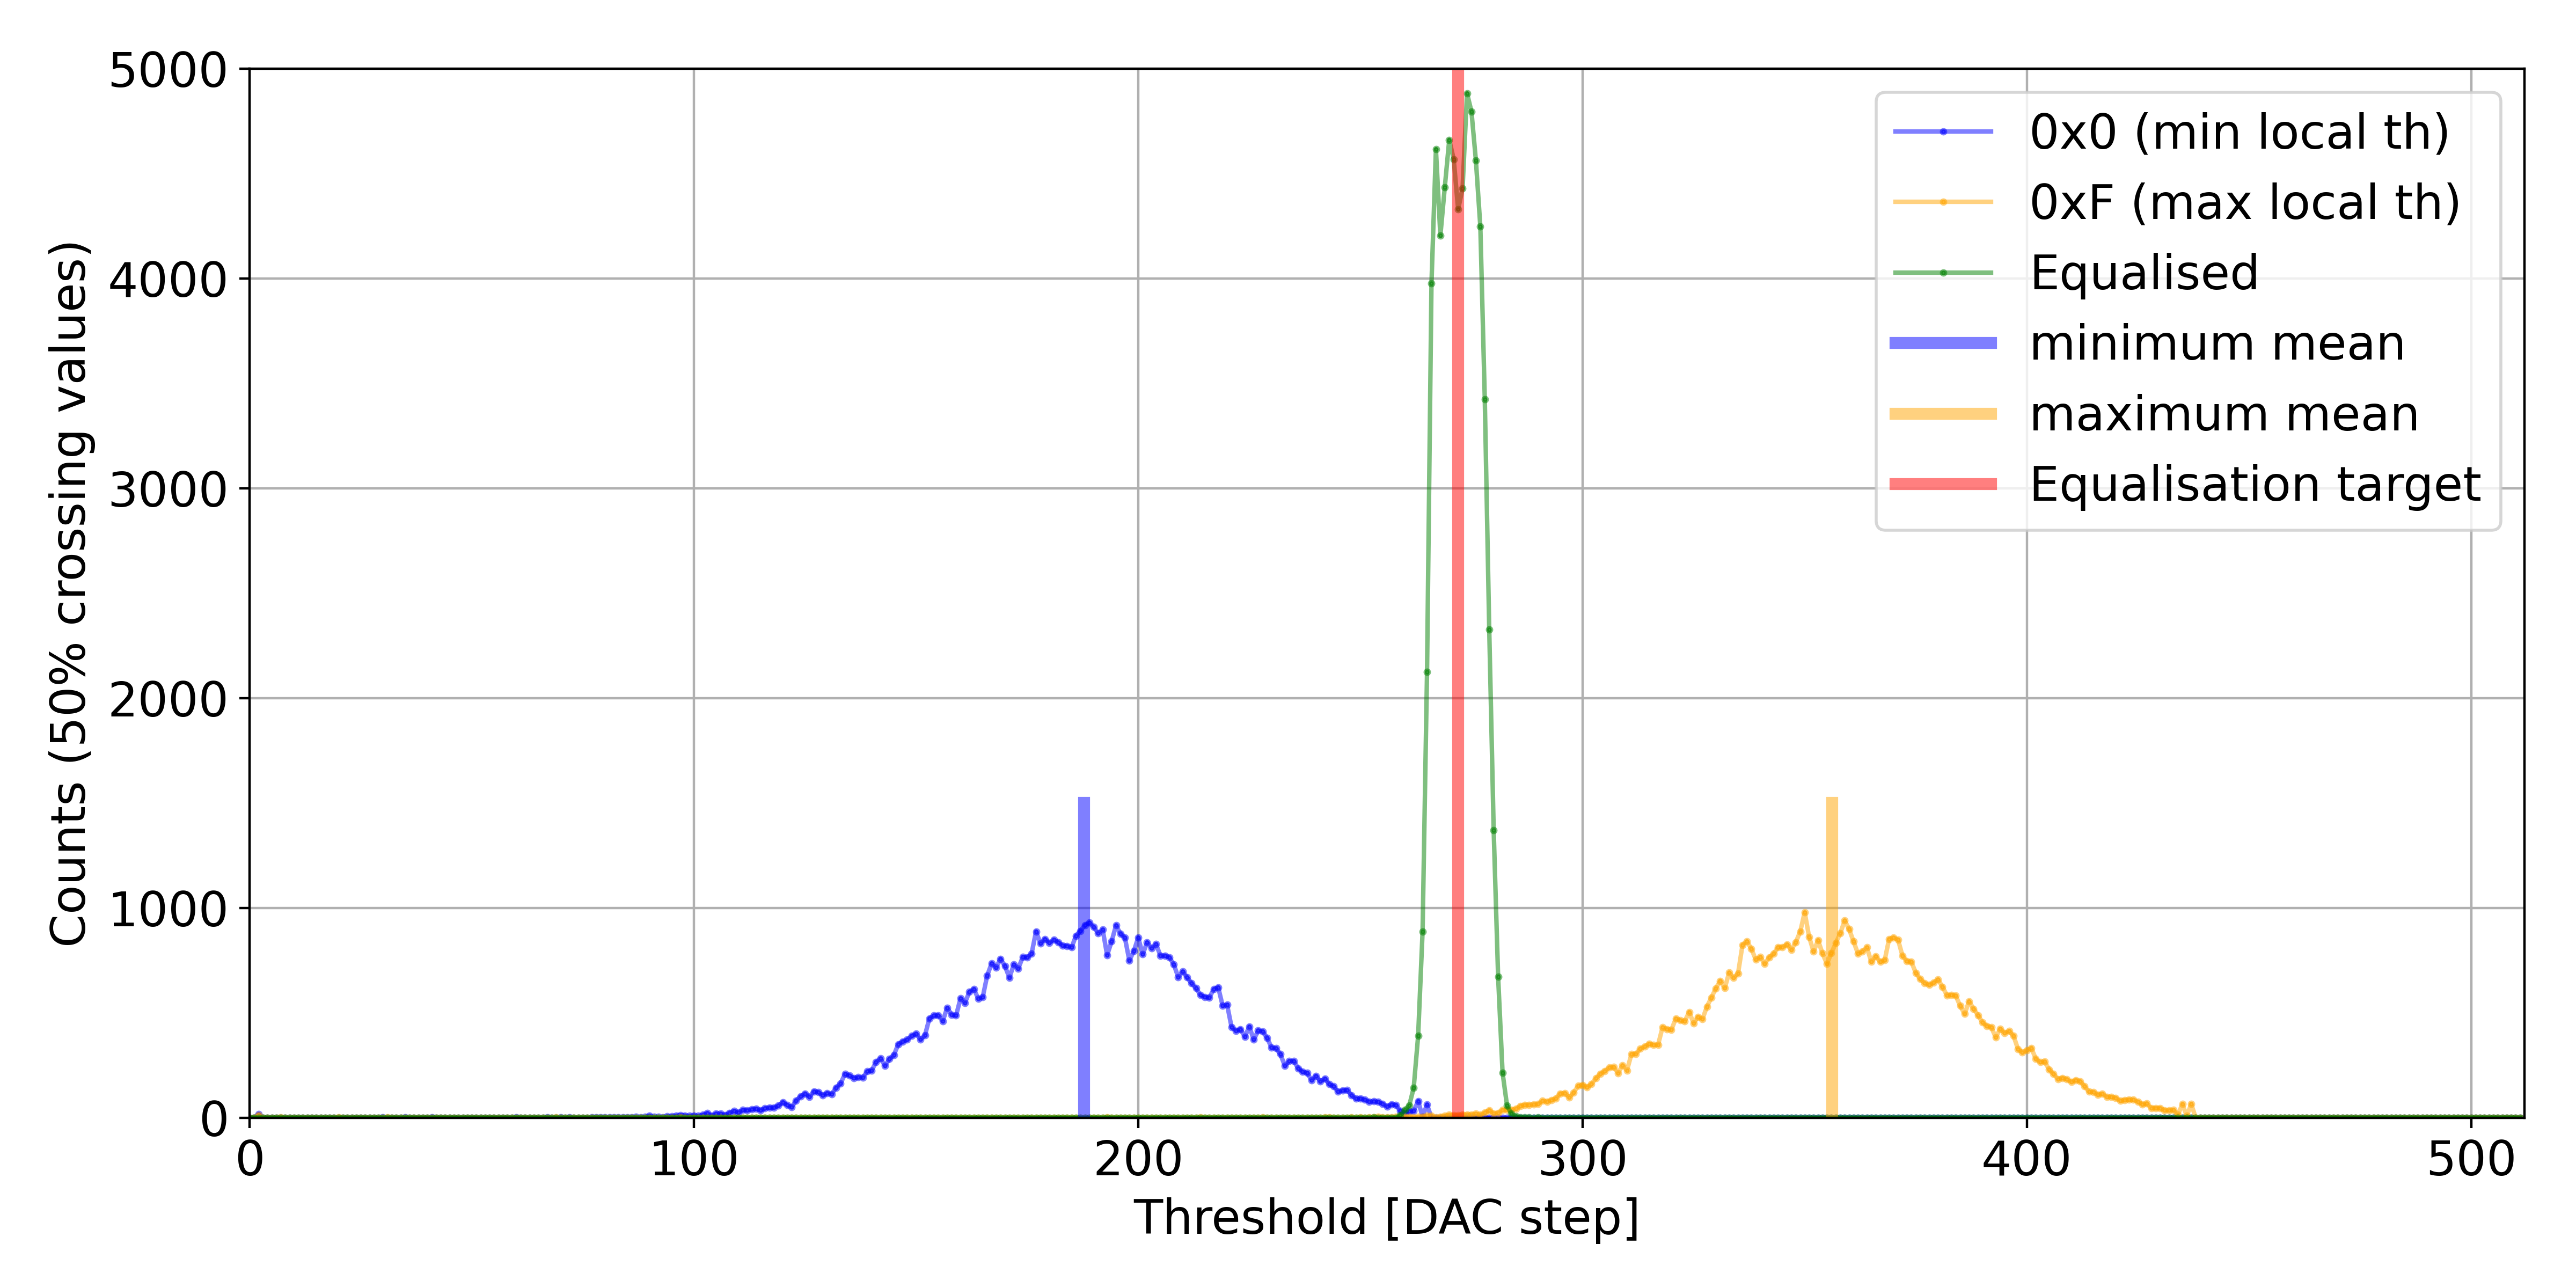 5000
4000
3000
2000
1000
0
Counts (50% crossing values)
0x0 (min local th)
0xF (max local th)
Equalised
minimum mean
maximum mean
Equalisation target
0 100 200 300 400 500
Threshold [DAC step]